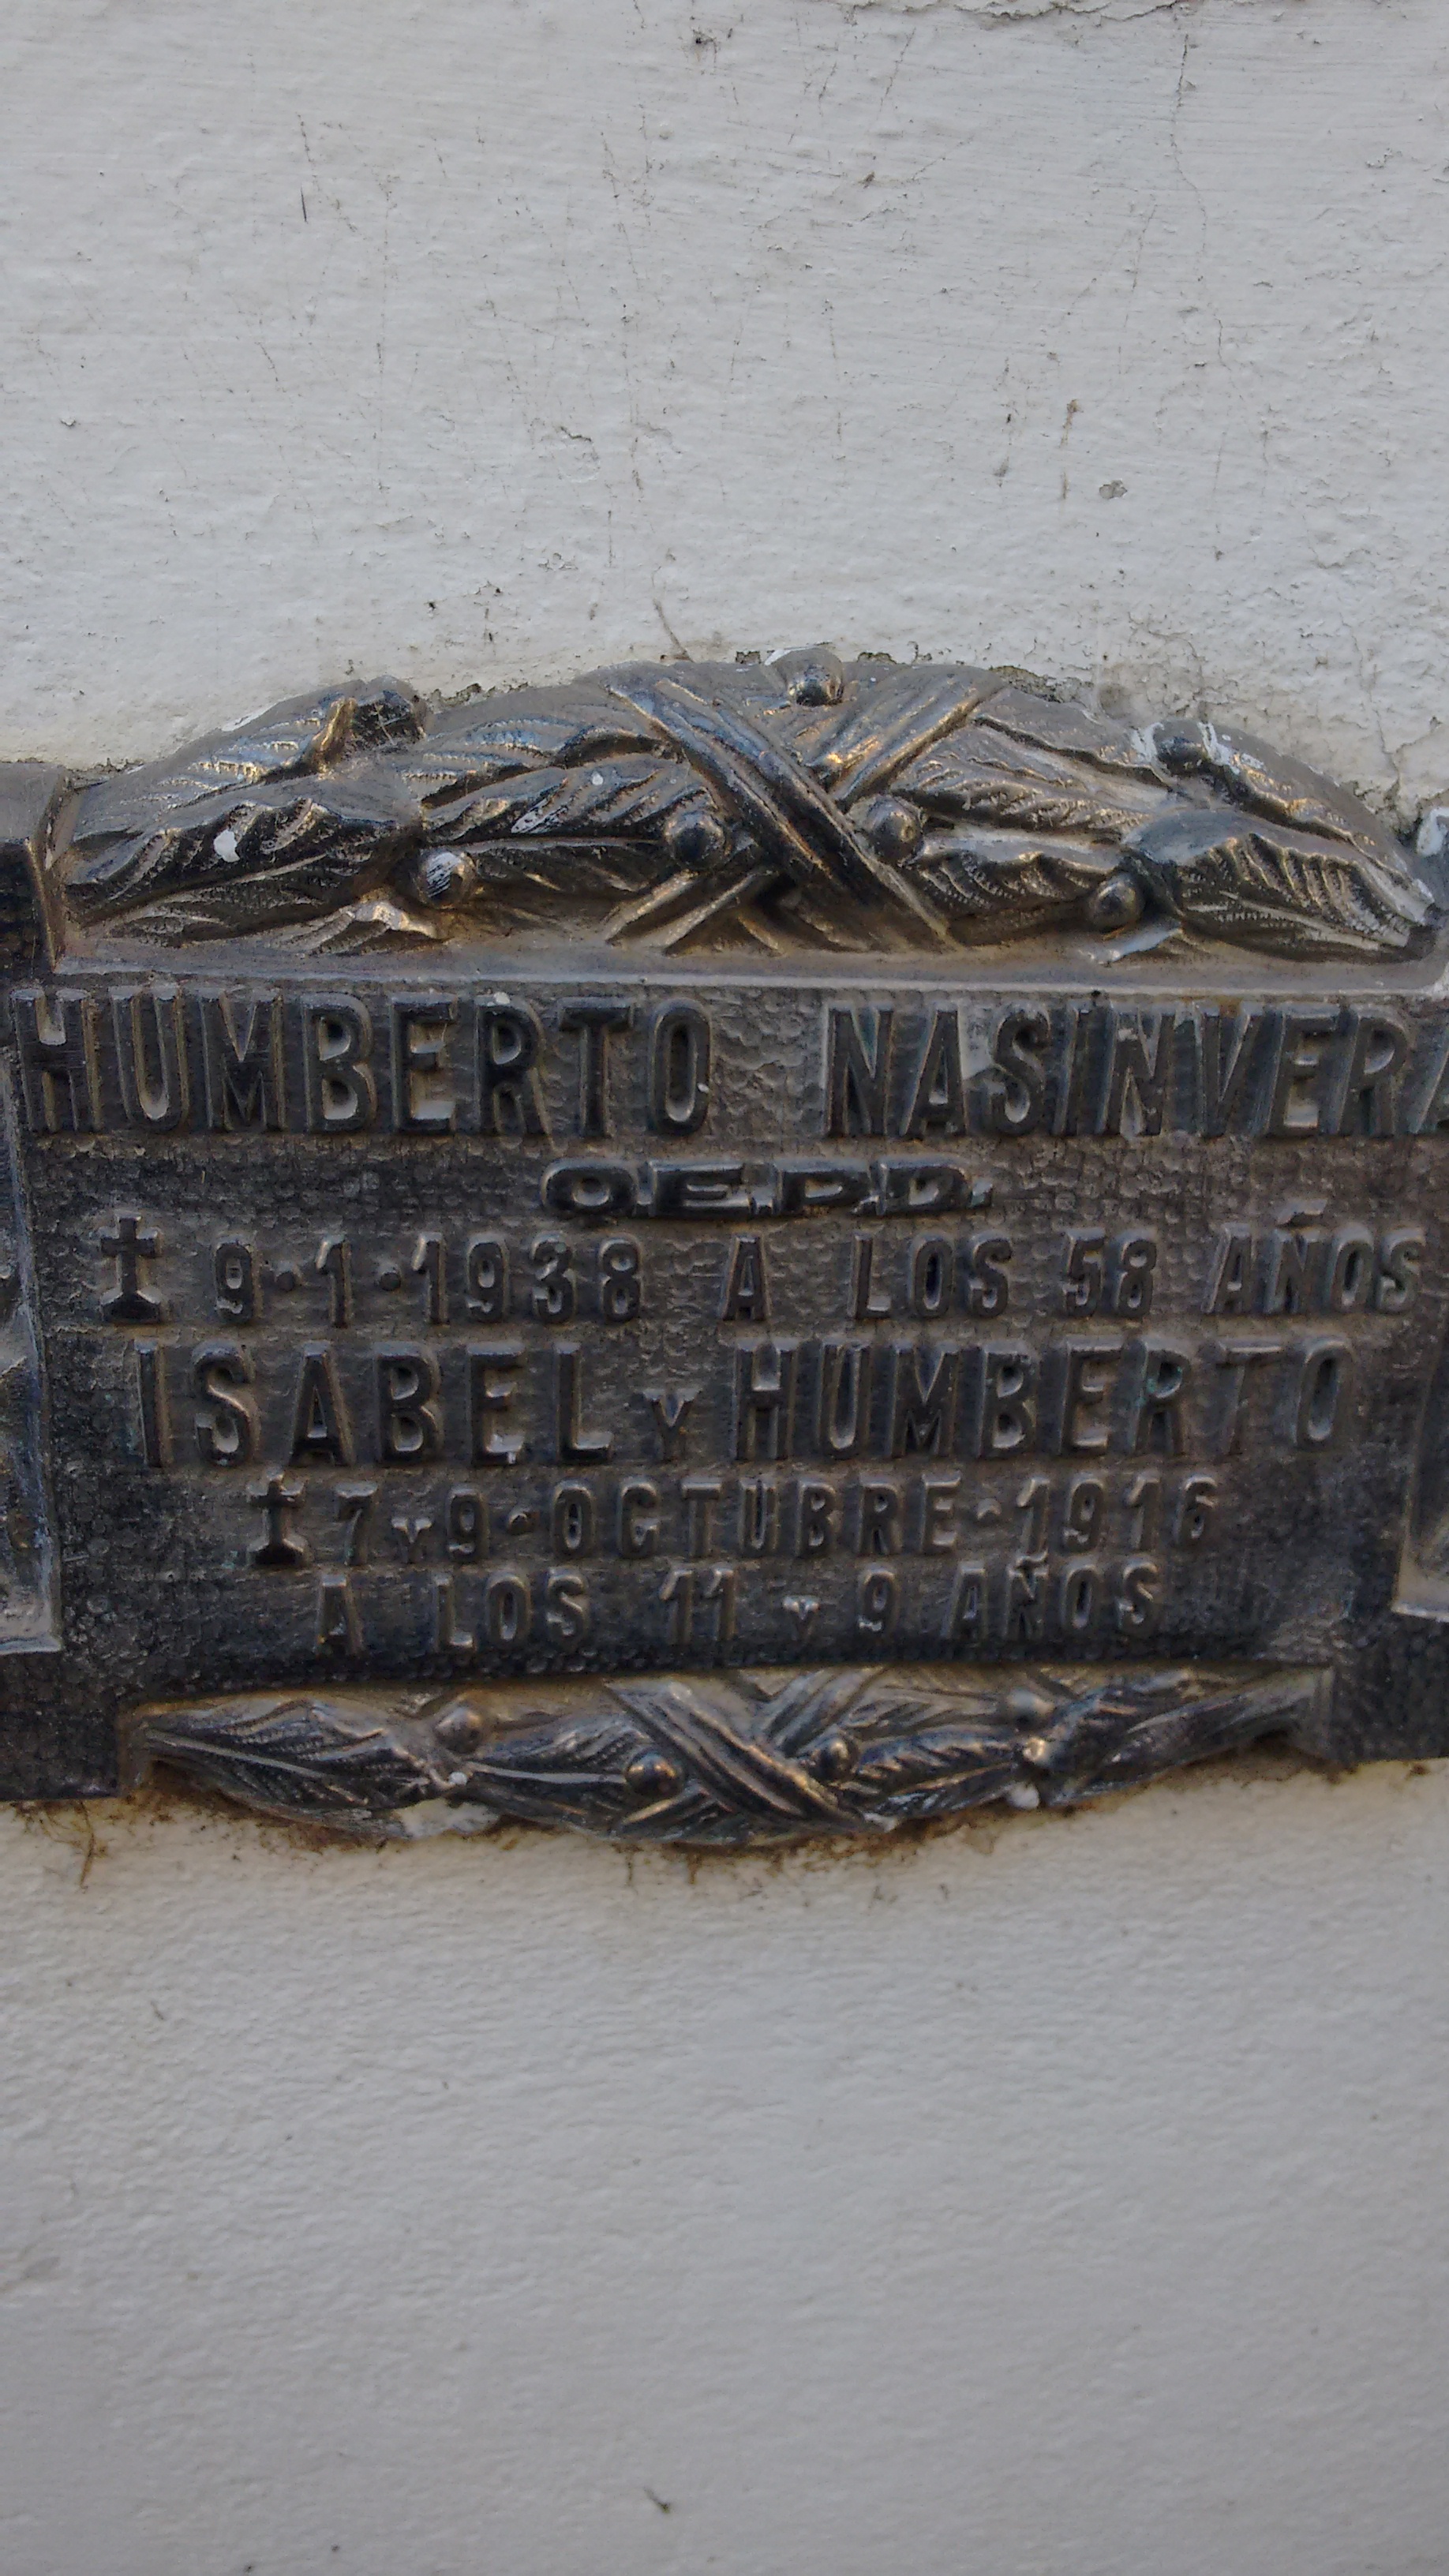 HUMBERTO NASINVERA
Q.E.P.D.
9·1·1938 A LOS 58 AÑOS
ISABEL Y HUMBERTO
7 Y 9-OCTUBRE-1916
A LOS 11 Y 9 AÑOS